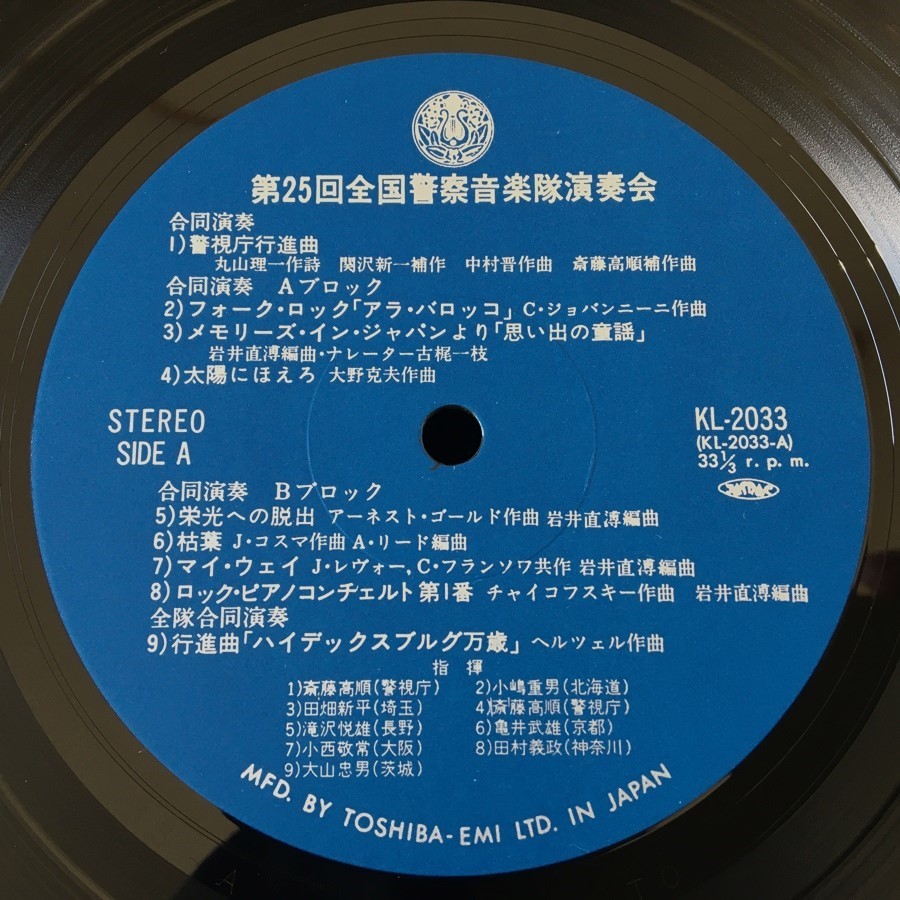 第25回全国警察音楽隊演奏会
合同演奏
1)警視庁行進曲
丸山理一作詩 関沢新一補作 中村晋作曲 斎藤高順補作曲
合同演奏 Aブロック
2)フォーク・ロック「アラ・バロッコ」 C・ジョバンニーニ作曲
3)メモリーズ・イン・ジャパンより「思い出の童謡」
岩井直溥編曲・ナレーター古梶一枝
4)太陽にほえろ 大野克夫作曲
STEREO
SIDE A
KL-2033
(KL-2033-A)
33 1/3 r. p. m.
合同演奏 Bブロック
5)栄光への脱出 アーネスト・ゴールド作曲 岩井直溥編曲
6)枯葉 J・コスマ作曲 A・リード編曲
7)マイ・ウェイ J・レヴォー, C・フランソワ共作 岩井直溥編曲
8)ロック・ピアノコンチェルト第1番 チャイコフスキー作曲 岩井直溥編曲
全隊合同演奏
9)行進曲「ハイデックスブルグ万歳」 ヘルツェル作曲
指揮
1)斎藤高順(警視庁) 2)小嶋重男(北海道)
3)田畑新平(埼玉) 4)斎藤高順(警視庁)
5)滝沢悦雄(長野) 6)亀井武雄(京都)
7)小西敬常(大阪) 8)田村義政(神奈川)
9)大山忠男(茨城)
MFD. BY TOSHIBA-EMI LTD. IN JAPAN